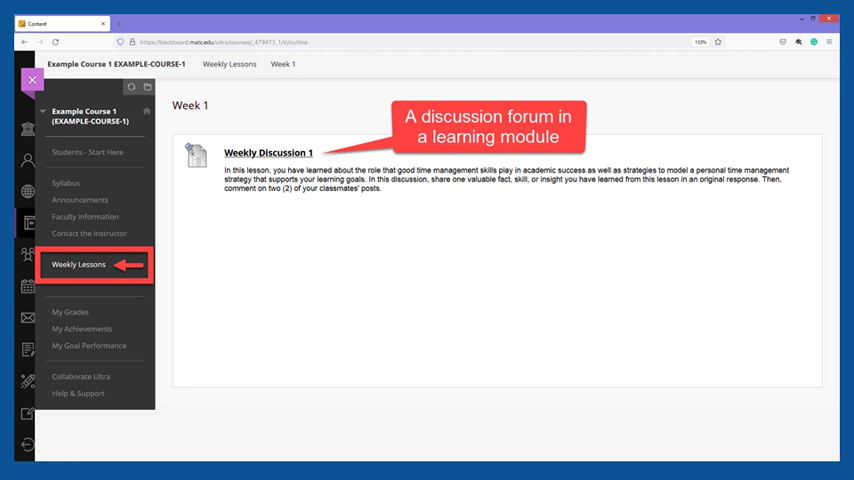 Content
https://blackboard.matc.edu/ultra/courses/_479473_1/cl/outline
133%
Example Course 1 EXAMPLE-COURSE-1
Weekly Lessons
Week 1
Example Course 1
(EXAMPLE-COURSE-1)
Students - Start Here
Syllabus
Announcements
Faculty Information
Contact the Instructor
Weekly Lessons
My Grades
My Achievements
My Goal Performance
Collaborate Ultra
Help & Support
Week 1
A discussion forum in
a learning module
Weekly Discussion 1
In this lesson, you have learned about the role that good time management skills play in academic success as well as strategies to model a personal time management
strategy that supports your learning goals. In this discussion, share one valuable fact, skill, or insight you have learned from this lesson in an original response. Then,
comment on two (2) of your classmates' posts.